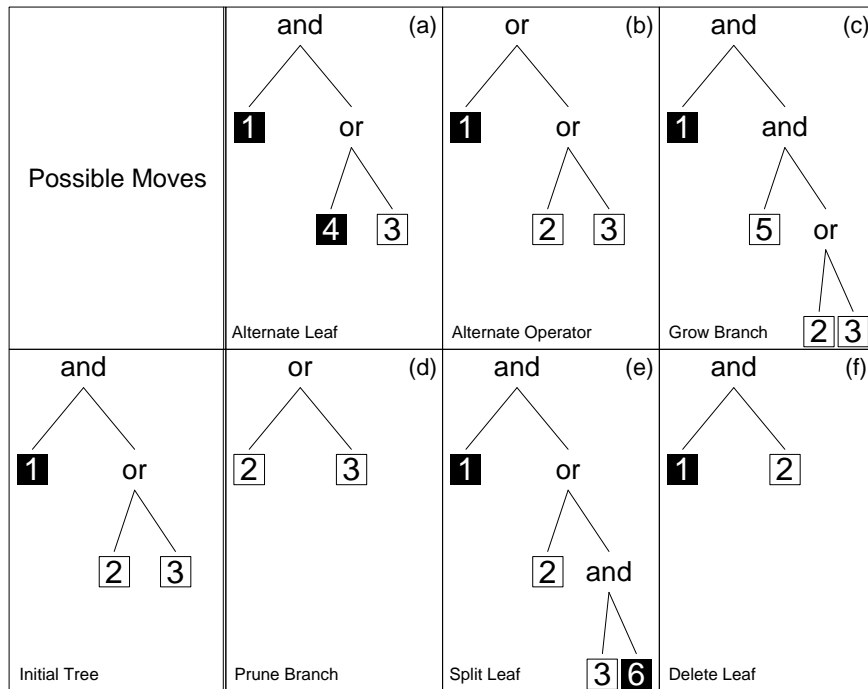 Possible Moves
and (a)
1 or
4 3
Alternate Leaf
or (b)
1 or
2 3
Alternate Operator
and (c)
1 and
5 or
2 3
Grow Branch
and
1 or
2 3
Initial Tree
or (d)
2 3
Prune Branch
and (e)
1 or
2 and
3 6
Split Leaf
and (f)
1 2
Delete Leaf